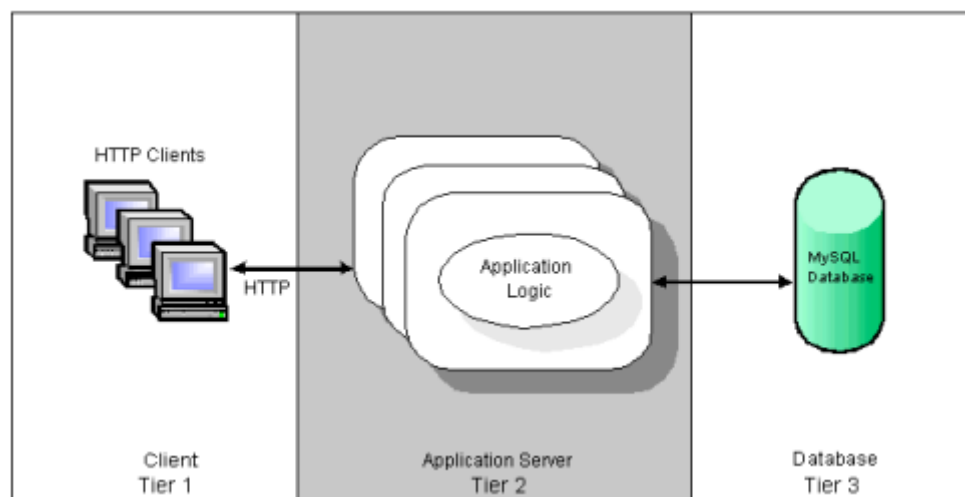 HTTP Clients
HTTP
Application
Logic
MySQL
Database
Client
Tier 1
Application Server
Tier 2
Database
Tier 3